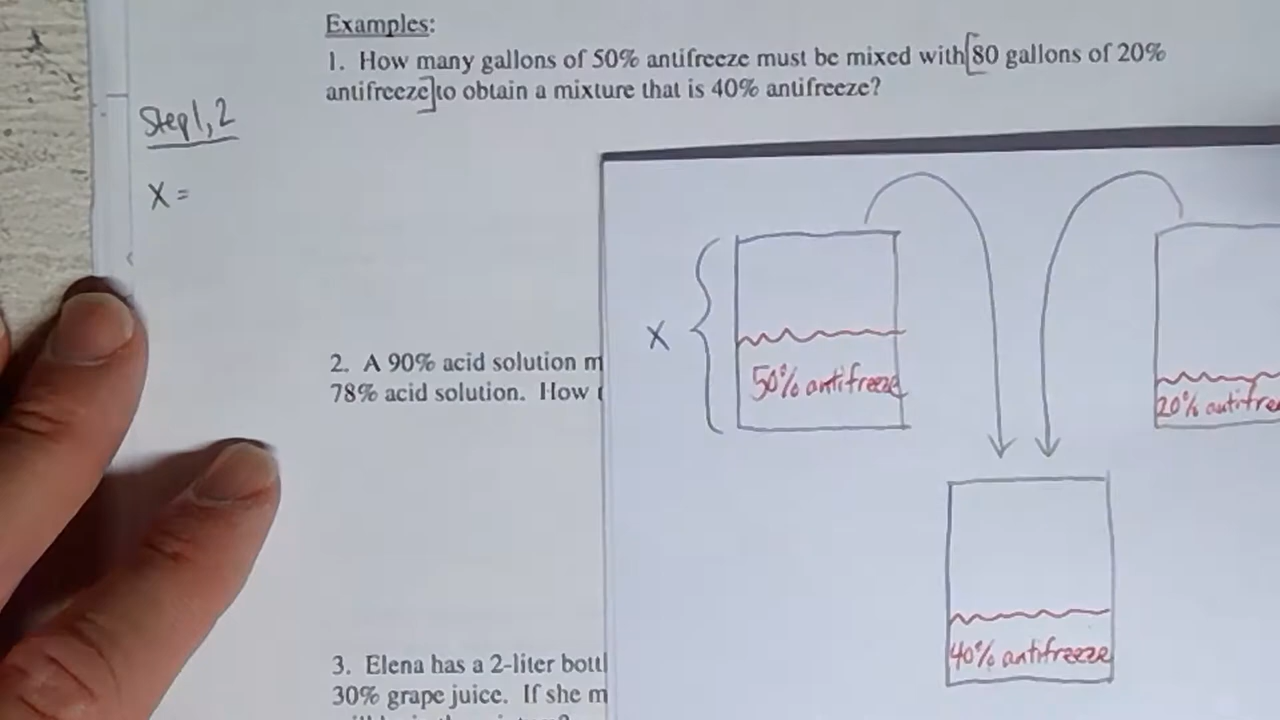 Examples:
1. How many gallons of 50% antifreeze must be mixed with [80 gallons of 20%
antifreeze] to obtain a mixture that is 40% antifreeze?
Step 1, 2
X =
X
50% antifreeze
20%
40% antifreeze
2. A 90% acid solution
78% acid solution. How
3. Elena has a 2-liter
30% grape juice. If she